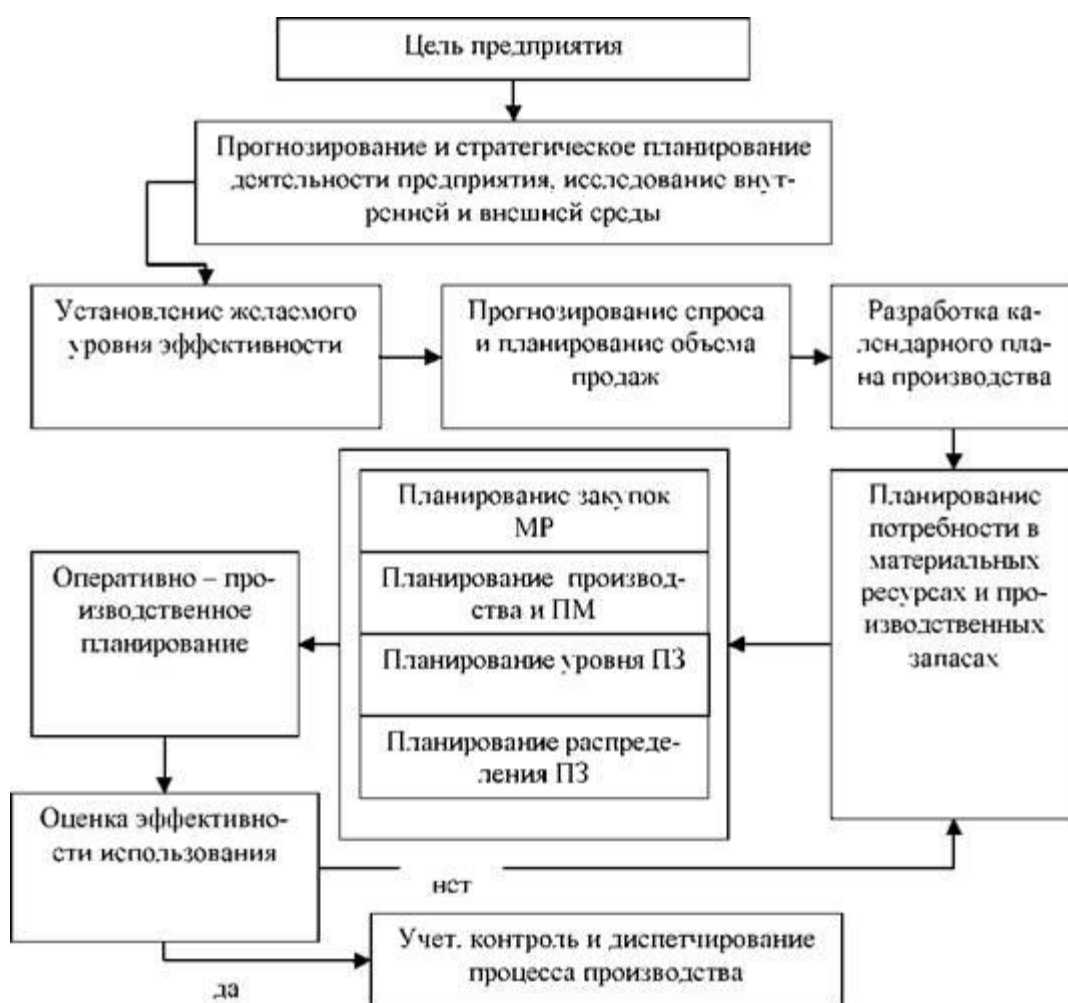 Цель предприятия
Прогнозирование и стратегическое планирование
деятельности предприятия, исследование внут-
ренней и внешней среды
Установление желаемого
уровня эффективности
Прогнозирование спроса
и планирование объема
продаж
Разработка ка-
лендарного пла-
на производства
Планирование закупок
МР
Планирование производ-
ства и ПМ
Планирование уровня ПЗ
Планирование распреде-
ления ПЗ
Планирование
потребности в
материальных
ресурсах и про-
изводственных
запасах
Оперативно – про-
изводственное
планирование
Оценка эффективно-
сти использования
нет
Учет, контроль и диспетчирование
процесса производства
да